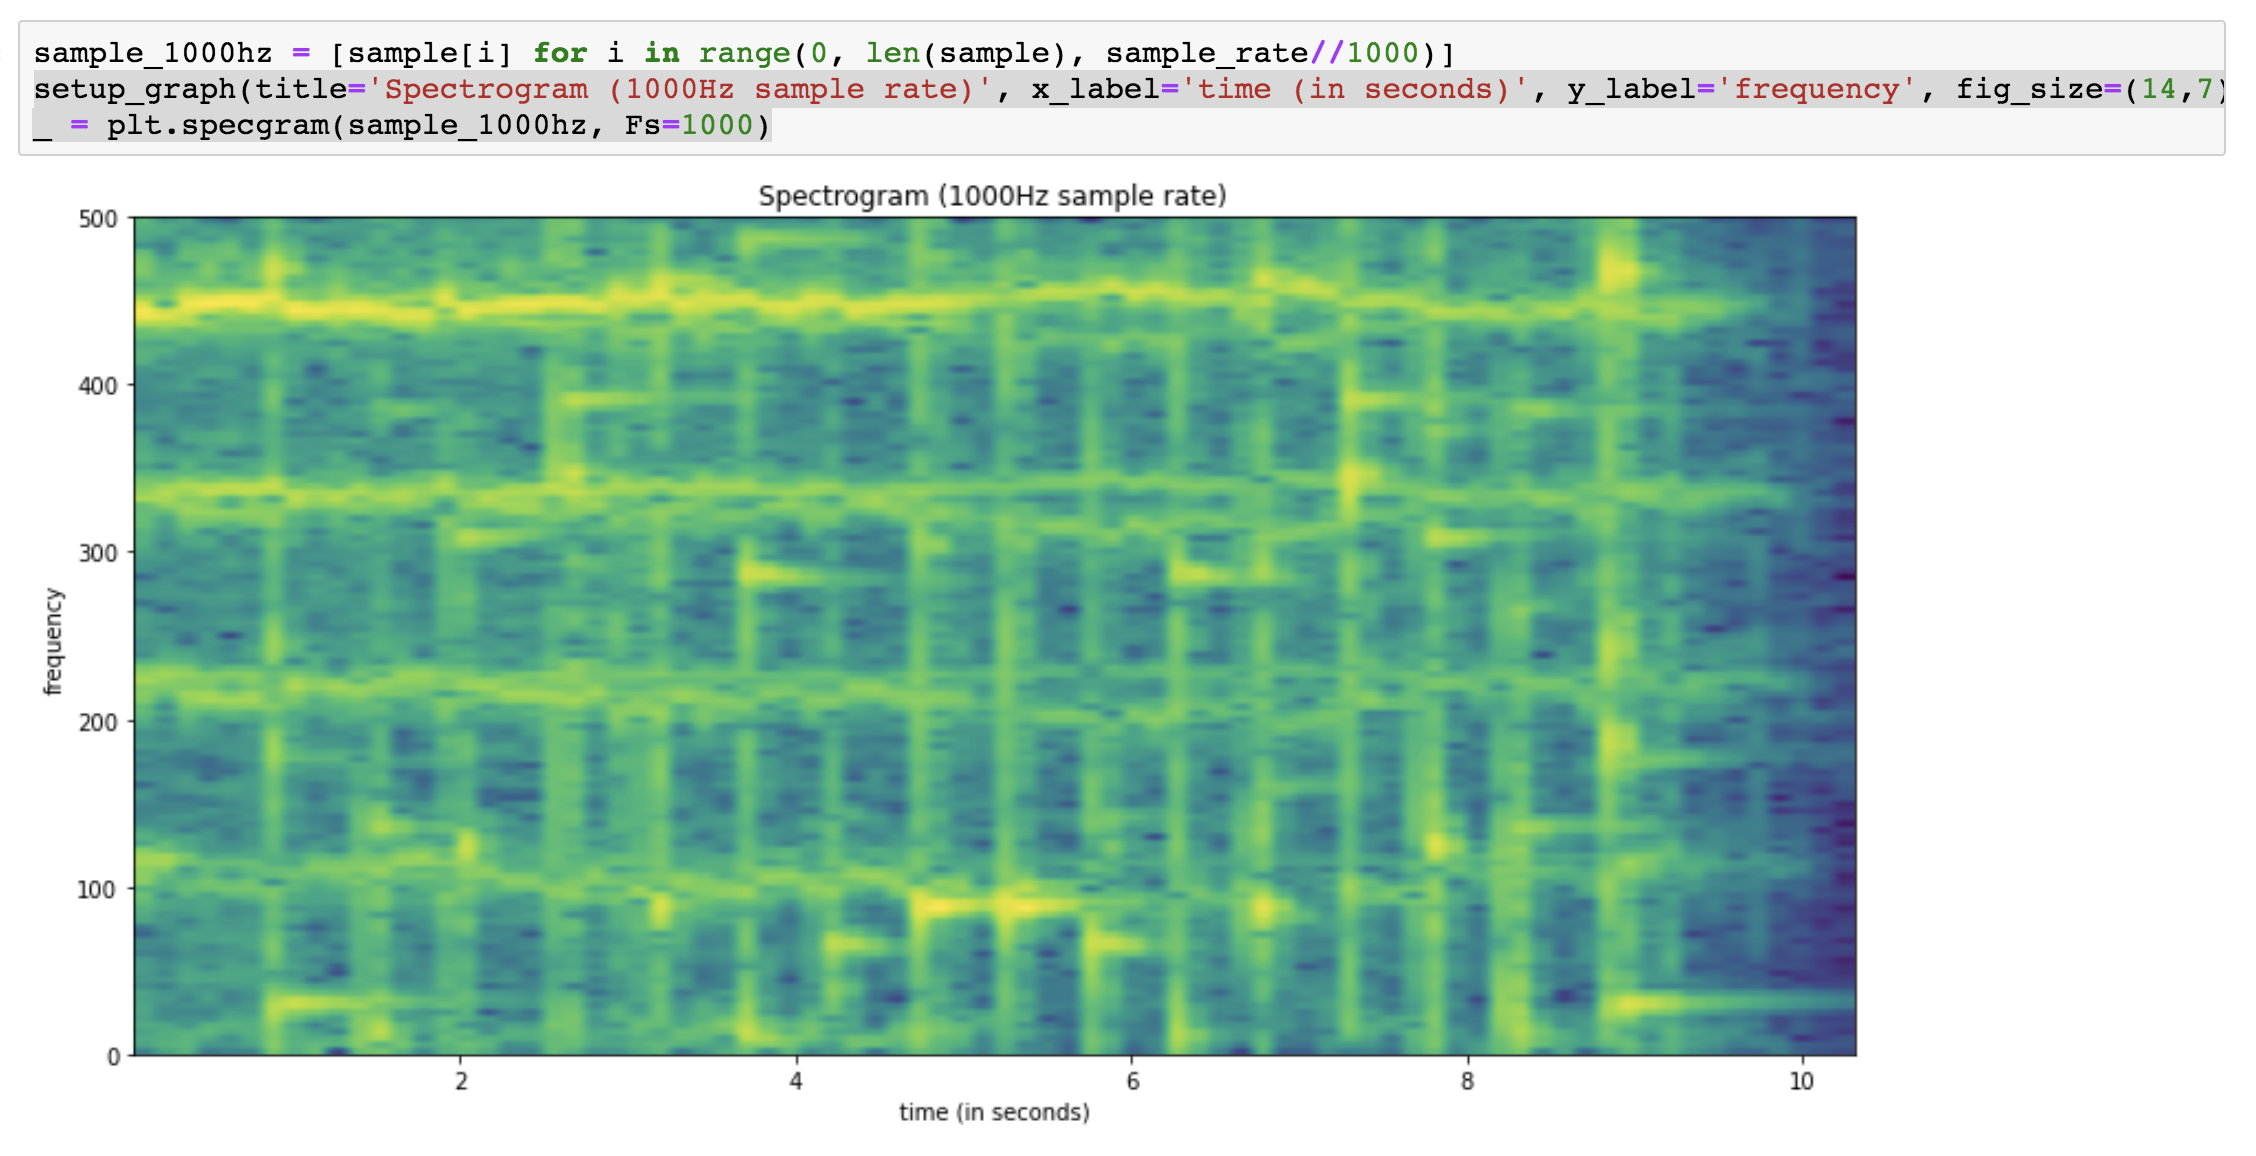 sample_1000hz = [sample[i] for i in range(0, len(sample), sample_rate//1000)]
setup_graph(title='Spectrogram (1000Hz sample rate)', x_label='time (in seconds)', y_label='frequency', fig_size=(14,7)
_ = plt.specgram(sample_1000hz, Fs=1000)
Spectrogram (1000Hz sample rate)
500
400
300
200
100
0
frequency
2 4 6 8 10
time (in seconds)